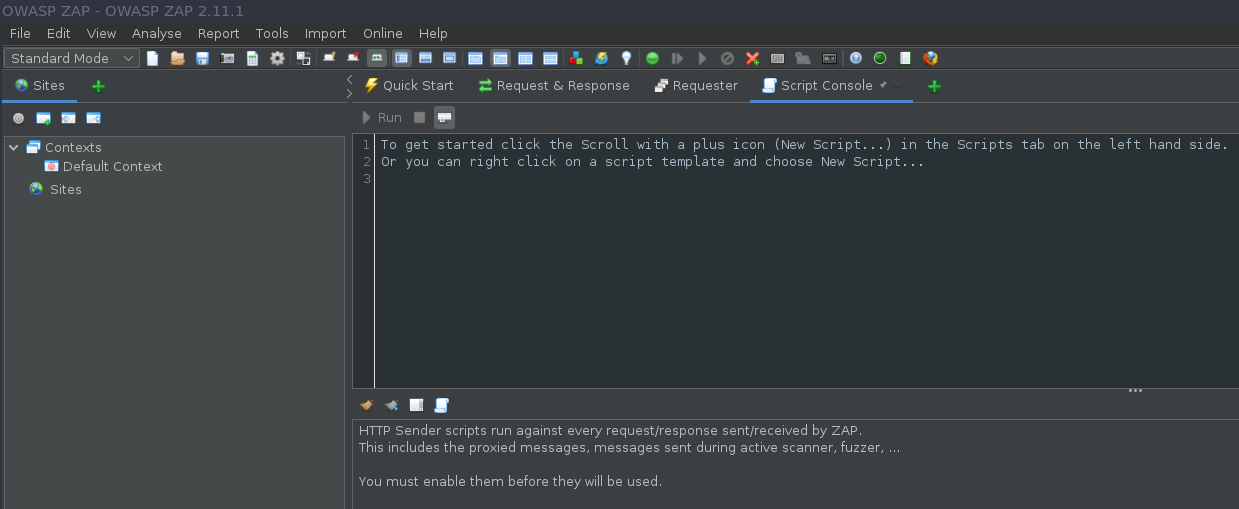 OWASP ZAP - OWASP ZAP 2.11.1
File Edit View Analyse Report Tools Import Online Help
Standard Mode
Sites
Quick Start Request & Response Requester Script Console
Run
Contexts
Default Context
Sites
1 To get started click the Scroll with a plus icon (New Script...) in the Scripts tab on the left hand side.
2 Or you can right click on a script template and choose New Script...
3
HTTP Sender scripts run against every request/response sent/received by ZAP.
This includes the proxied messages, messages sent during active scanner, fuzzer, ...
You must enable them before they will be used.